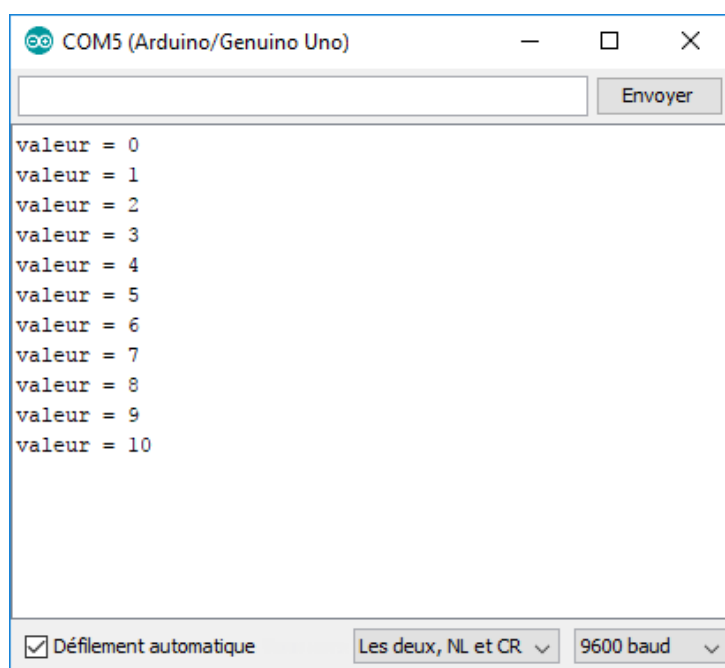 COM5 (Arduino/Genuino Uno)
Envoyer
valeur = 0
valeur = 1
valeur = 2
valeur = 3
valeur = 4
valeur = 5
valeur = 6
valeur = 7
valeur = 8
valeur = 9
valeur = 10
Défilement automatique Les deux, NL et CR 9600 baud